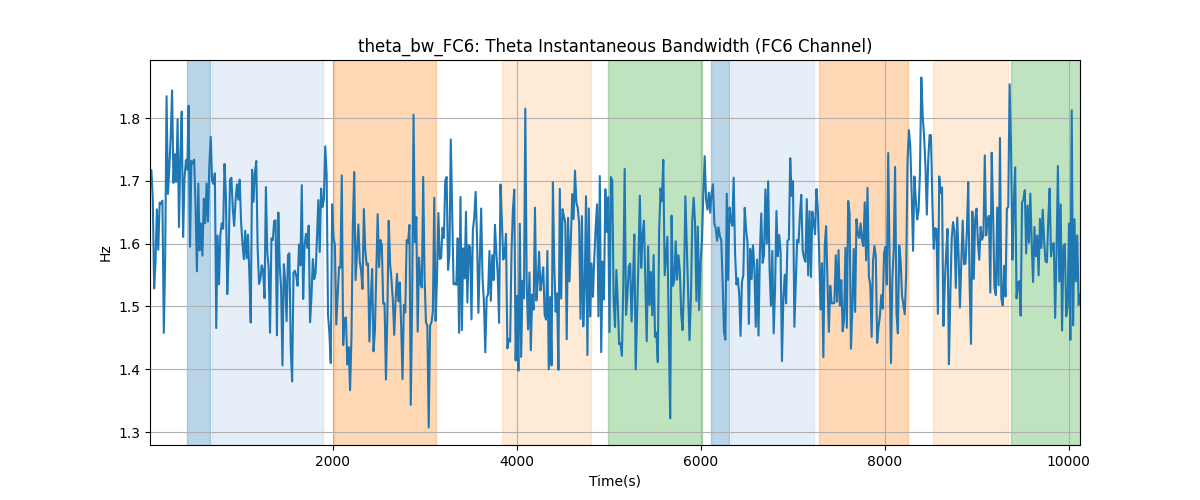 theta_bw_FC6: Theta Instantaneous Bandwidth (FC6 Channel)
1.8
1.7
1.6
1.5
1.4
1.3
Hz
2000 4000 6000 8000 10000
Time(s)